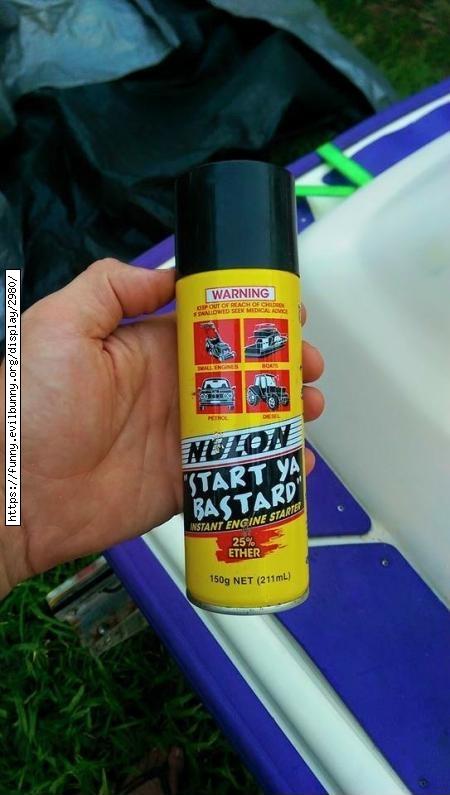 WARNING
KEEP OUT OF REACH OF CHILDREN
IF SWALLOWED SEEK MEDICAL ADVICE
SMALL ENGINES
BOATS
PETROL
DIESEL
NULON
"START YA
BASTARD"
INSTANT ENGINE STARTER
25%
ETHER
150g NET (211mL)
https://funny.evilbunny.org/display/2980/